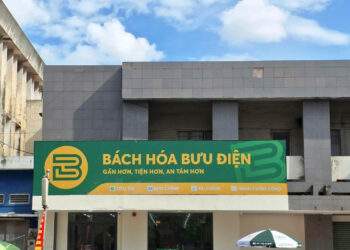 BÁCH HÓA BƯU ĐIỆN
GẦN HƠN, TIỆN HƠN, AN TÂM HƠN